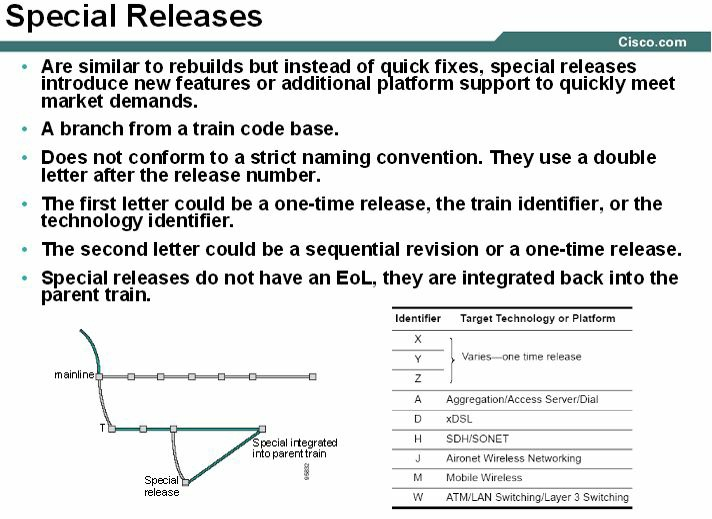 Special Releases
Cisco.com
• Are similar to rebuilds but instead of quick fixes, special releases
introduce new features or additional platform support to quickly meet
market demands.
• A branch from a train code base.
• Does not conform to a strict naming convention. They use a double
letter after the release number.
• The first letter could be a one-time release, the train identifier, or the
technology identifier.
• The second letter could be a sequential revision or a one-time release.
• Special releases do not have an EoL, they are integrated back into the
parent train.
mainline
T
Special
release
Special integrated
into parent train
95832
Identifier Target Technology or Platform
X
Y Varies—one time release
Z
A Aggregation/Access Server/Dial
D xDSL
H SDH/SONET
J Aironet Wireless Networking
M Mobile Wireless
W ATM/LAN Switching/Layer 3 Switching